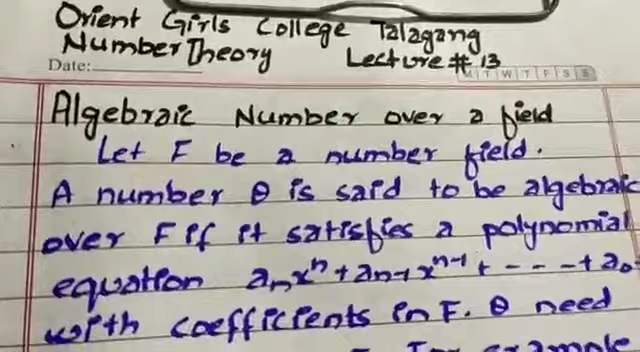 Orient Girls College Talagang
Number Theory Lecture # 13
Date: M T W T F S S
Algebraic Number over a field
Let F be a number field.
A number θ is said to be algebraic
over F if it satisfies a polynomial
equation aₙxⁿ + aₙ₋₁xⁿ⁻¹ + - - - - + a₀=
with coefficients in F. θ need
For example